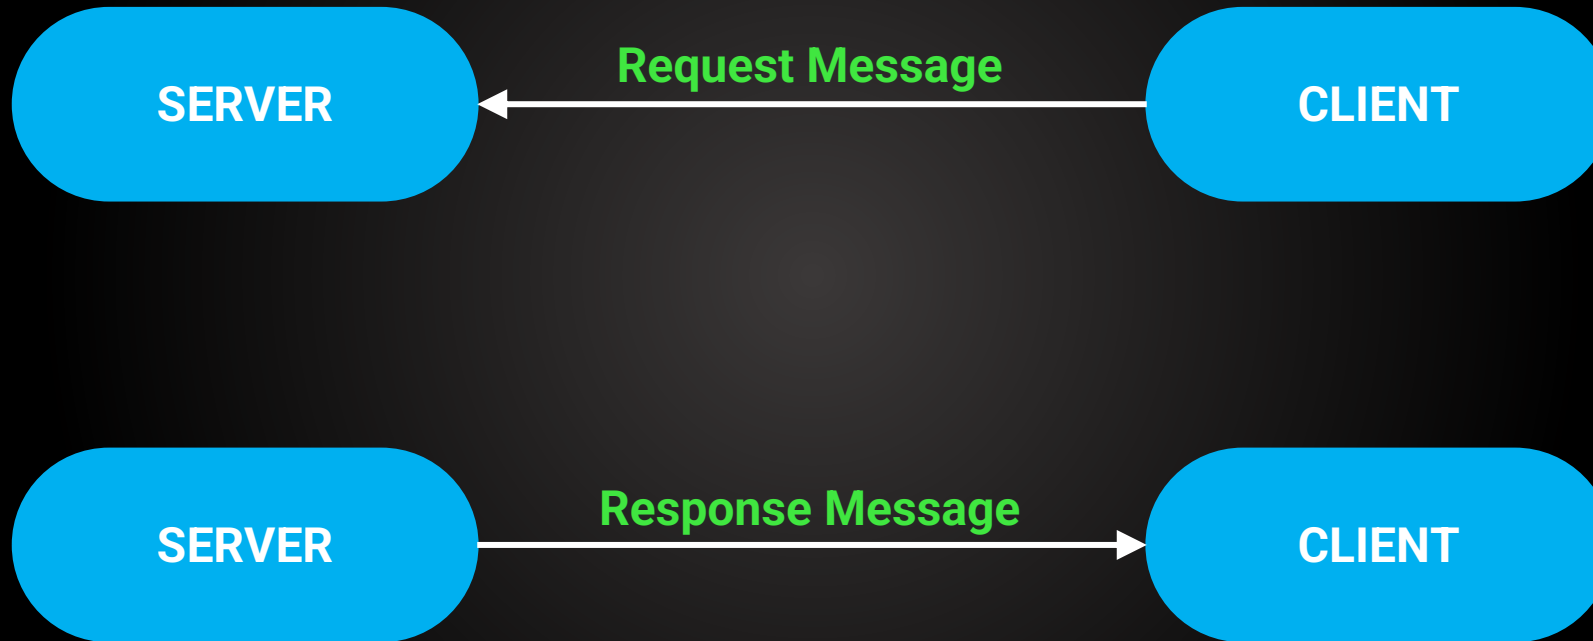 SERVER
Request Message
CLIENT
SERVER
Response Message
CLIENT